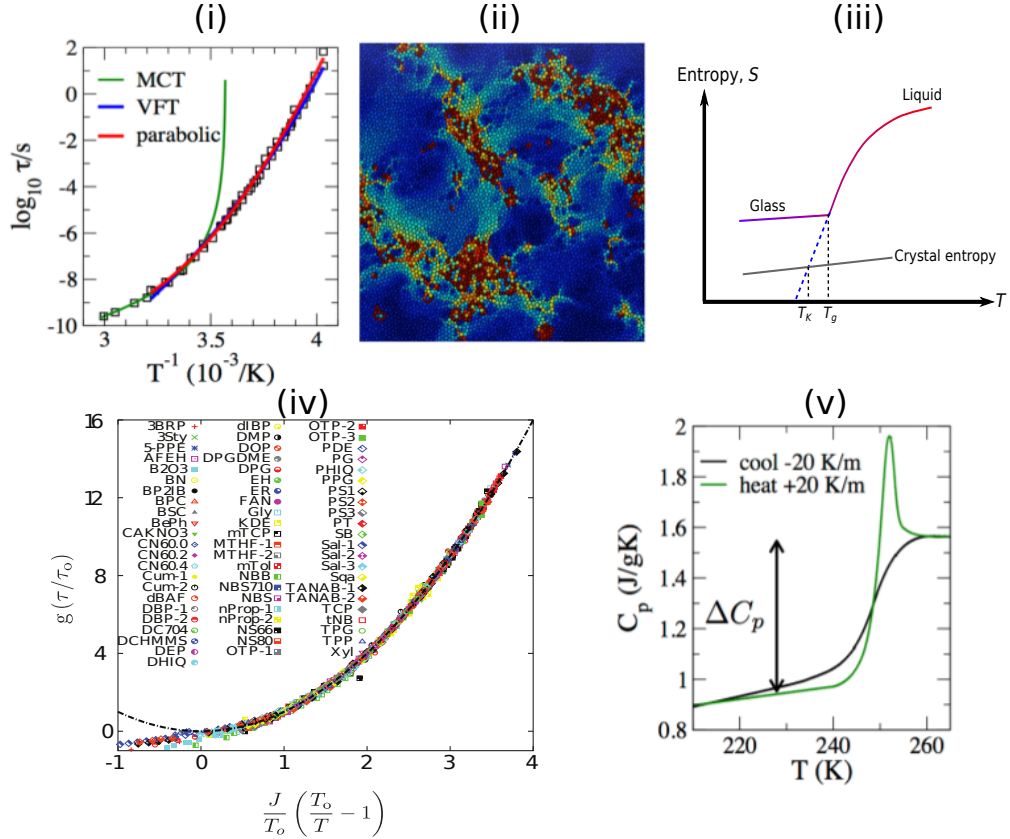 (i)
2
0
-2
-4
-6
-8
-10
log10 τ/s
MCT
VFT
parabolic
3
3.5
4
T-1 (10-3/K)
(ii)
(iii)
Entropy, S
Liquid
Glass
Crystal entropy
TK
Tg
T
(iv)
16
12
8
4
0
g(τ/τo)
3BRP
3Sty
5-PPE
AFEH
B2O3
BN
BP2IB
BPC
BSC
BePh
CAKNO3
CN60.0
CN60.2
CN60.4
Cum-1
Cum-2
dBAF
DBP-1
DBP-2
DC704
DCHMMS
DEP
DHIQ
dIBP
DMP
DOP
DPGDME
DPG
EH
ER
FAN
Gly
KDE
mTCP
MTHF-1
MTHF-2
mTol
NBB
NBS710
NBS
nProp-1
nProp-2
NS66
NS80
OTP-1
OTP-2
OTP-3
PDE
PG
PHIQ
PPG
PS1
PS2
PS3
PT
SB
Sal-1
Sal-2
Sal-3
Sqa
TANAB-1
TANAB-2
TCP
tNB
TPG
TPP
Xyl
-1
0
1
2
3
4
J/To (To/T − 1)
(v)
2
1.8
1.6
1.4
1.2
1
0.8
Cp (J/gK)
cool -20 K/m
heat +20 K/m
ΔCp
220
240
260
T (K)